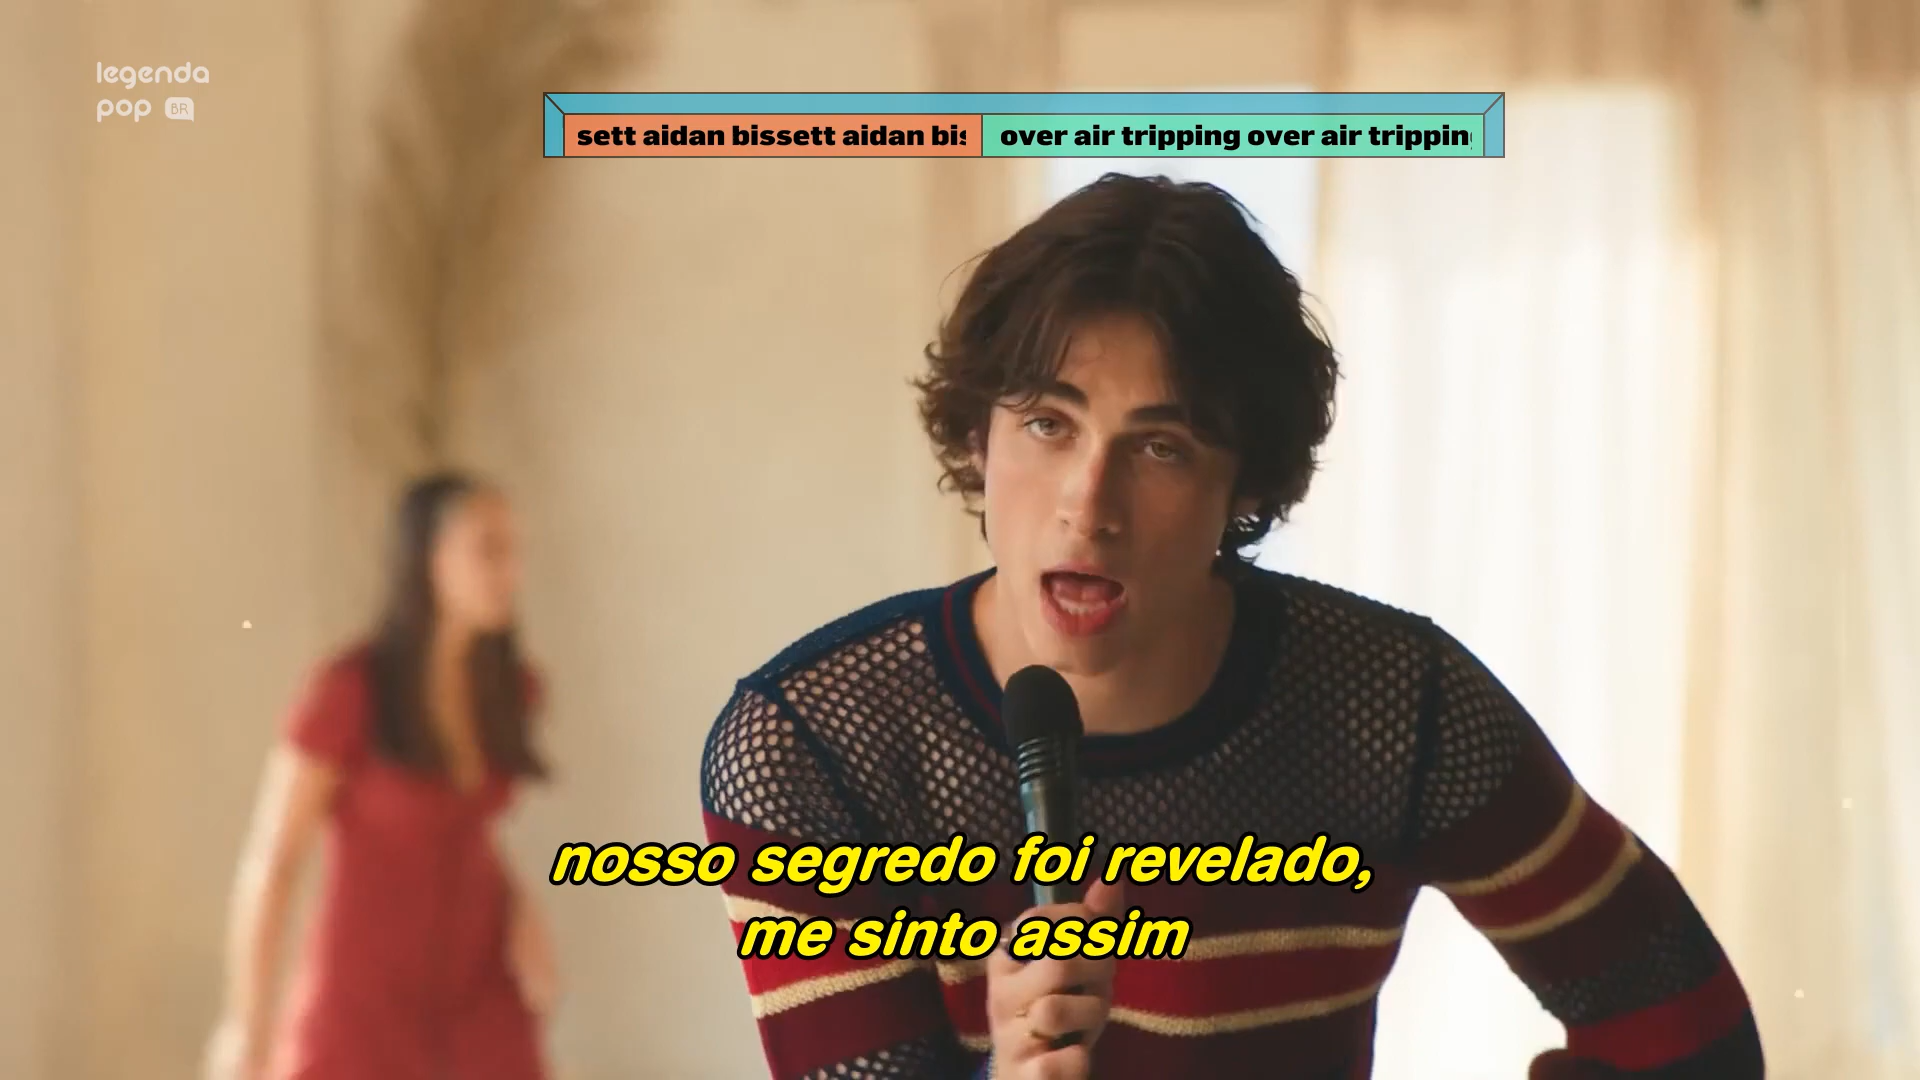 legenda
pop BR
sett aidan bissett aidan bis
over air tripping over air trippin
nosso segredo foi revelado,
me sinto assim